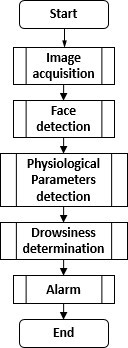 Start
Image
acquisition
Face
detection
Physiological
Parameters
detection
Drowsiness
determination
Alarm
End